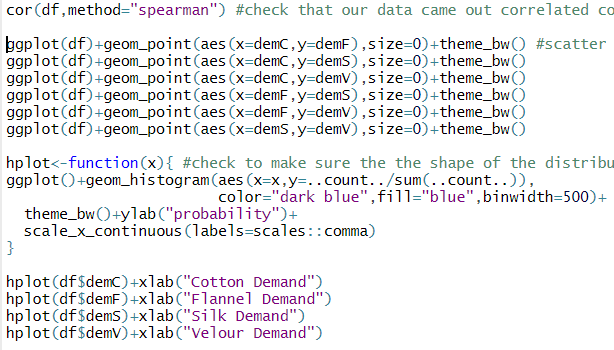 cor(df,method="spearman") #check that our data came out correlated co
ggplot(df)+geom_point(aes(x=demC,y=demF),size=0)+theme_bw() #scatter
ggplot(df)+geom_point(aes(x=demC,y=demS),size=0)+theme_bw()
ggplot(df)+geom_point(aes(x=demC,y=demV),size=0)+theme_bw()
ggplot(df)+geom_point(aes(x=demF,y=demS),size=0)+theme_bw()
ggplot(df)+geom_point(aes(x=demF,y=demV),size=0)+theme_bw()
ggplot(df)+geom_point(aes(x=demS,y=demV),size=0)+theme_bw()
hplot<-function(x){ #check to make sure the the shape of the distribu
ggplot()+geom_histogram(aes(x=x,y=..count../sum(..count..)),
color="dark blue",fill="blue",binwidth=500)+
theme_bw()+ylab("probability")+
scale_x_continuous(labels=scales::comma)
}
hplot(df$demC)+xlab("Cotton Demand")
hplot(df$demF)+xlab("Flannel Demand")
hplot(df$demS)+xlab("Silk Demand")
hplot(df$demV)+xlab("Velour Demand")